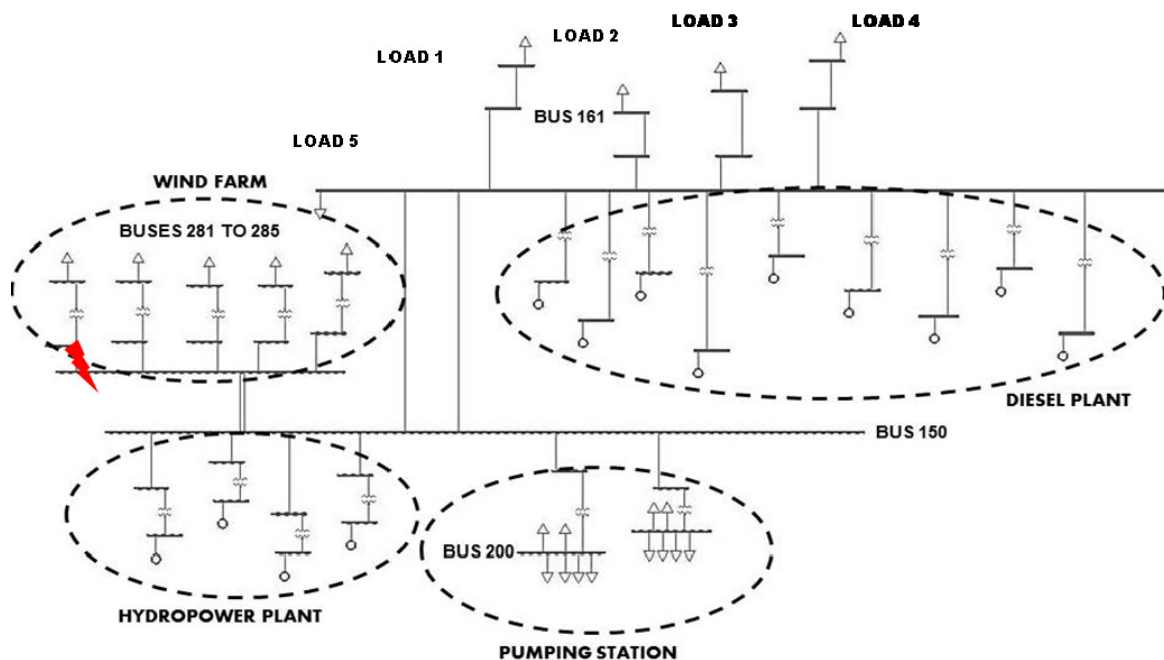 LOAD 1
LOAD 2
LOAD 3
LOAD 4
BUS 161
LOAD 5
WIND FARM
BUSES 281 TO 285
DIESEL PLANT
BUS 150
BUS 200
HYDROPOWER PLANT
PUMPING STATION